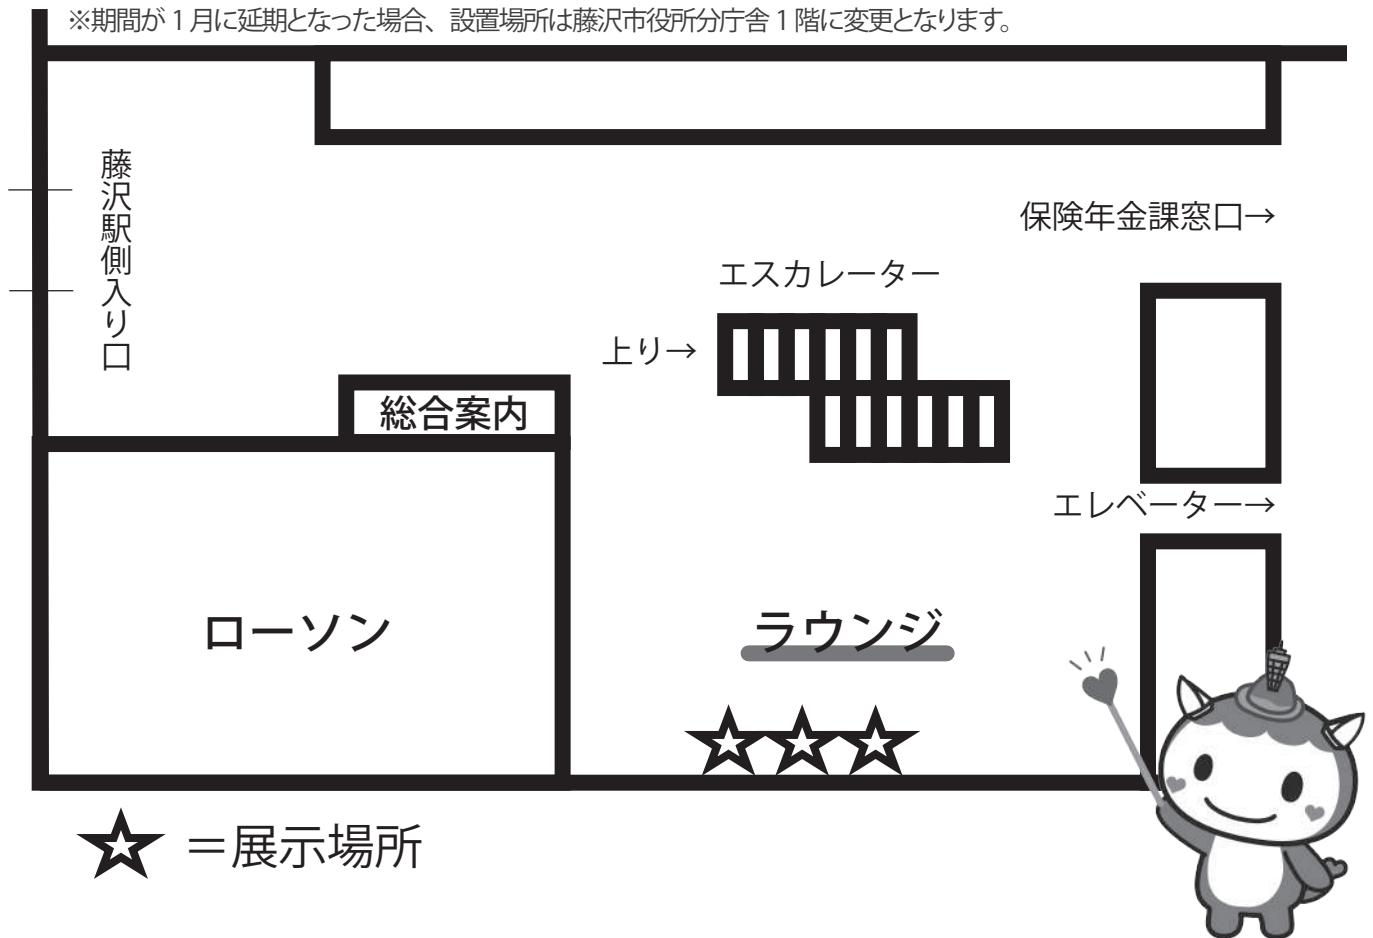 ※期間が1月に延期となった場合、設置場所は藤沢市役所分庁舎1階に変更となります。
藤沢駅側入り口
保険年金課窓口→
エスカレーター
上り→
総合案内
エレベーター→
ローソン
ラウンジ
＝展示場所